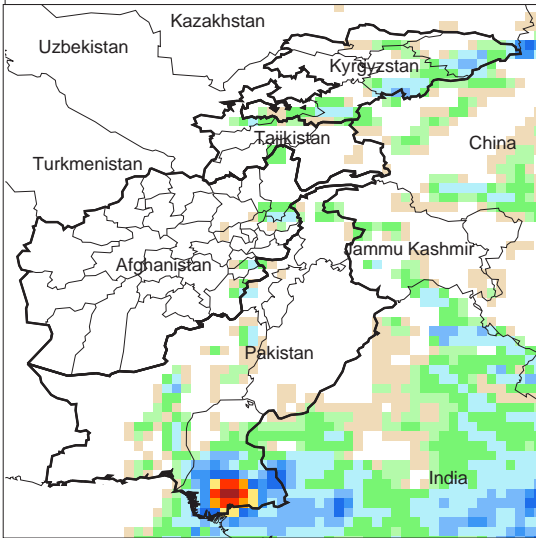 Kazakhstan
Uzbekistan
Kyrgyzstan
Tajikistan
China
Turkmenistan
Jammu Kashmir
Afghanistan
Pakistan
India